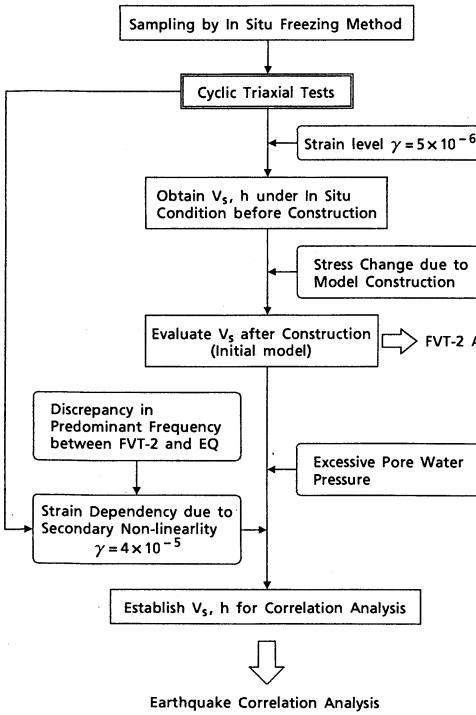 Sampling by In Situ Freezing Method
Cyclic Triaxial Tests
Strain level γ = 5 × 10⁻⁶
Obtain Vₛ, h under In Situ
Condition before Construction
Stress Change due to
Model Construction
Evaluate Vₛ after Construction
(Initial model)
FVT-2 A
Discrepancy in
Predominant Frequency
between FVT-2 and EQ
Excessive Pore Water
Pressure
Strain Dependency due to
Secondary Non-linearlity
γ = 4 × 10⁻⁵
Establish Vₛ, h for Correlation Analysis
Earthquake Correlation Analysis